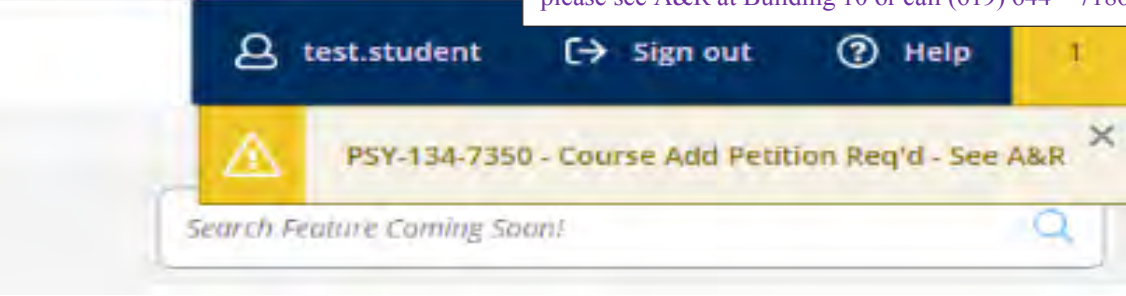 please see A&R at Building 10 or call (619) 644 – 7186
test.student Sign out Help 1
PSY-134-7350 - Course Add Petition Req'd - See A&R
Search Feature Coming Soon!